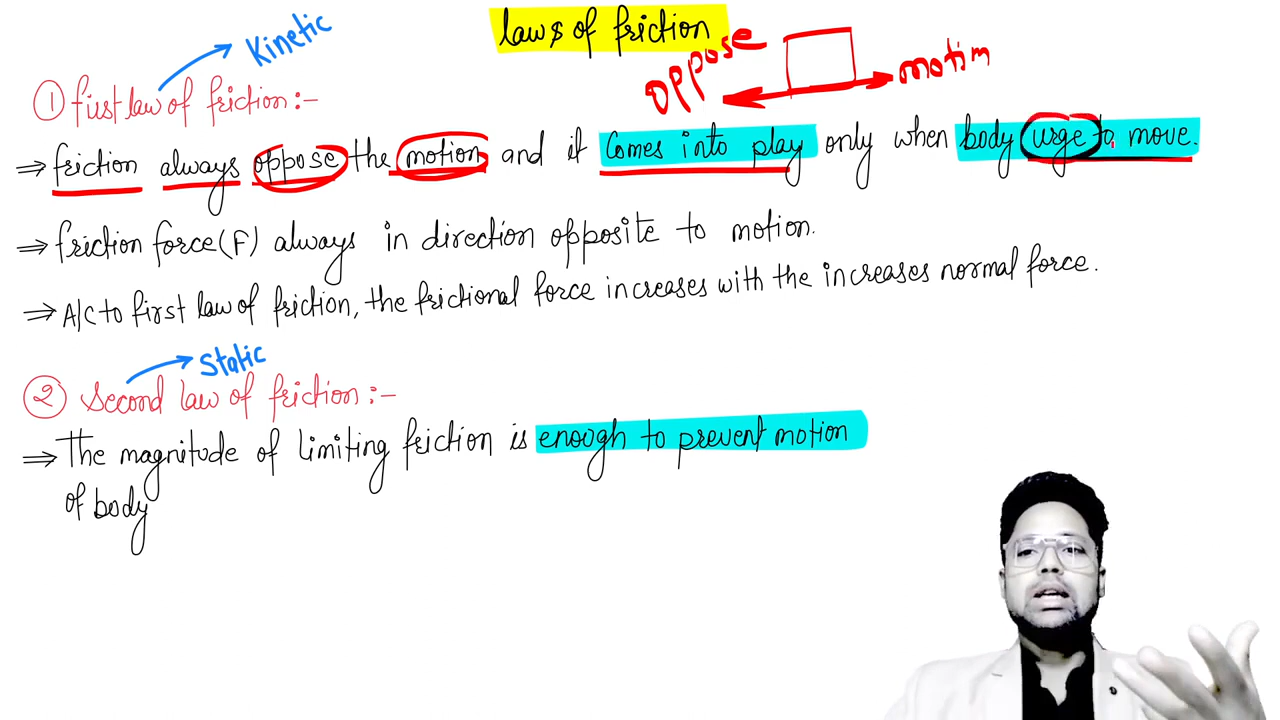 laws of friction
Kinetic
oppose
motion
① first law of friction:-
⇒ friction always oppose the motion and it Comes into play only when body urge to move.
⇒ friction force(F) always in direction opposite to motion.
⇒ A/C to first law of friction, the frictional force increases with the increases normal force.
Static
② Second law of friction:-
⇒ The magnitude of limiting friction is enough to prevent motion
of body